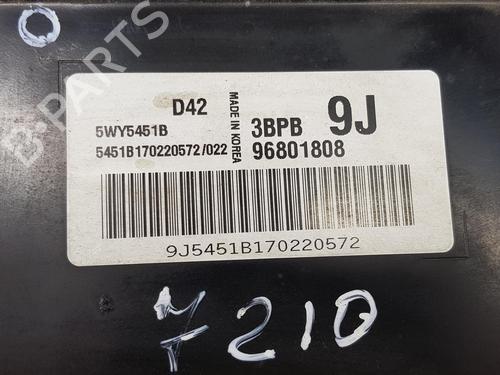 B-PARTS
D42
5WY5451B
5451B170220572/022
MADE IN KOREA
3BPB 9J
96801808
9J5451B170220572
7210